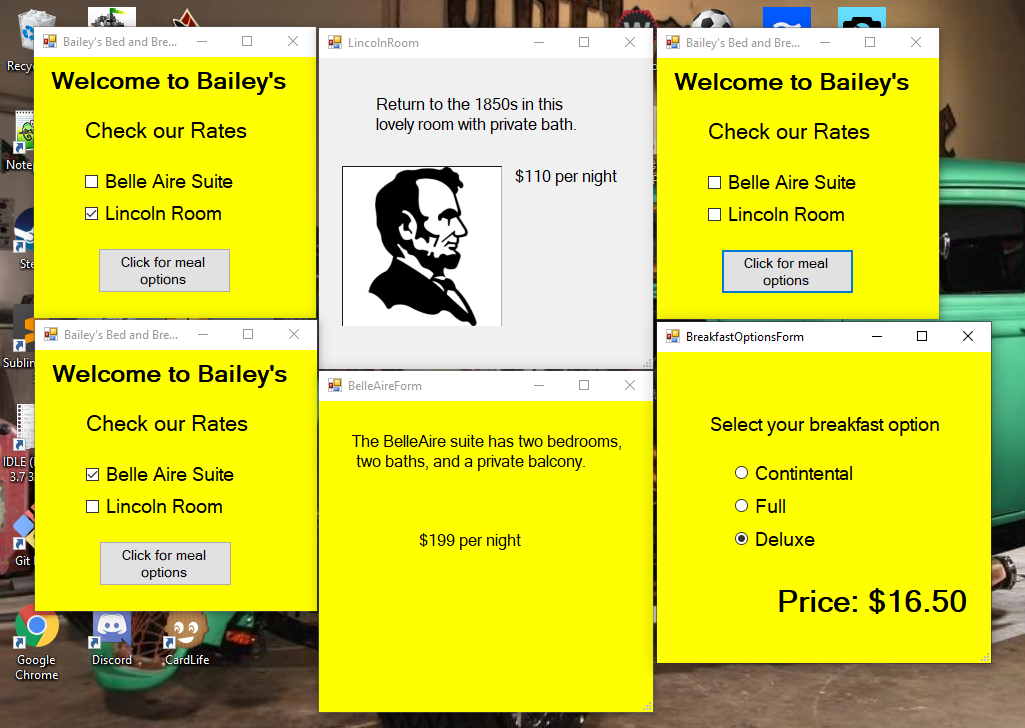 Bailey's Bed and Bre...
Welcome to Bailey's
Check our Rates
Belle Aire Suite
Lincoln Room
Click for meal
options
LincolnRoom
Return to the 1850s in this
lovely room with private bath.
$110 per night
Bailey's Bed and Bre...
Welcome to Bailey's
Check our Rates
Belle Aire Suite
Lincoln Room
Click for meal
options
Bailey's Bed and Bre...
Welcome to Bailey's
Check our Rates
Belle Aire Suite
Lincoln Room
Click for meal
options
BelleAireForm
The BelleAire suite has two bedrooms,
two baths, and a private balcony.
$199 per night
BreakfastOptionsForm
Select your breakfast option
Contintental
Full
Deluxe
Price: $16.50
Recy
Note
Ste
Sublim
IDLE (
3.7 3
Git
Google
Chrome
Discord
CardLife